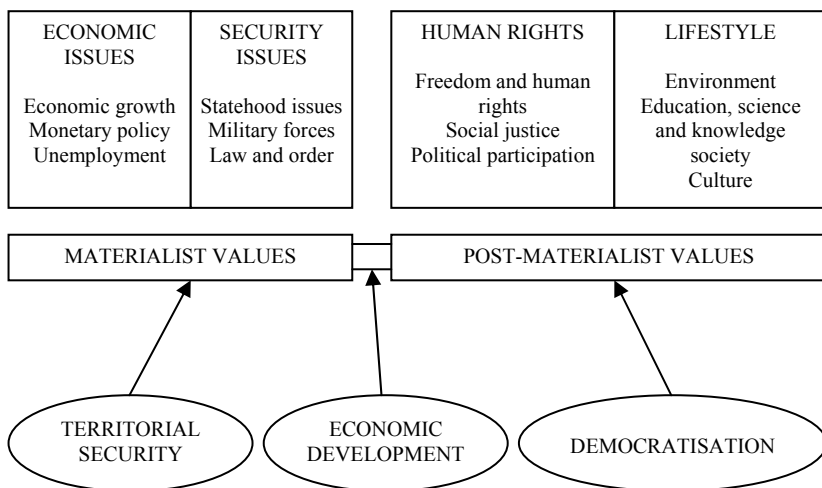 ECONOMIC
ISSUES
Economic growth
Monetary policy
Unemployment
SECURITY
ISSUES
Statehood issues
Military forces
Law and order
HUMAN RIGHTS
Freedom and human
rights
Social justice
Political participation
LIFESTYLE
Environment
Education, science
and knowledge
society
Culture
MATERIALIST VALUES
POST-MATERIALIST VALUES
TERRITORIAL
SECURITY
ECONOMIC
DEVELOPMENT
DEMOCRATISATION